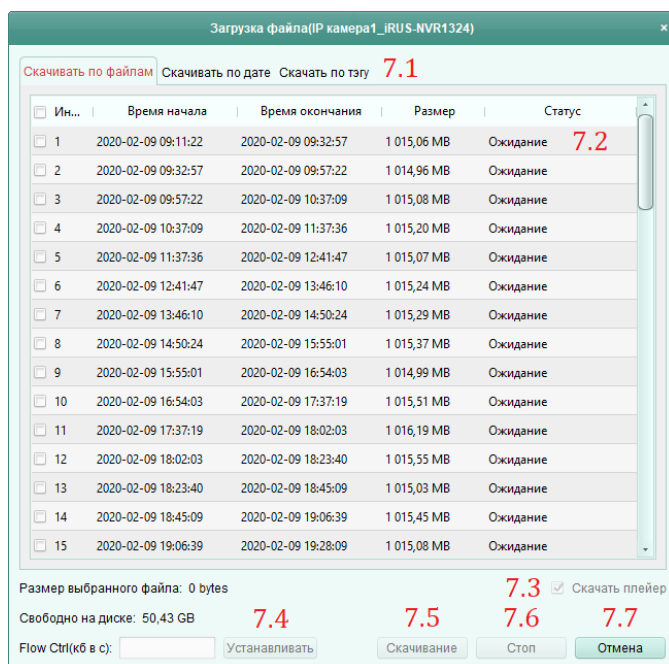 Загрузка файла(IP камера1_iRUS-NVR1324) ×
Скачивать по файлам Скачивать по дате Скачать по тэгу 7.1
Ин... Время начала Время окончания Размер Статус
1 2020-02-09 09:11:22 2020-02-09 09:32:57 1 015,06 MB Ожидание 7.2
2 2020-02-09 09:32:57 2020-02-09 09:57:22 1 014,96 MB Ожидание
3 2020-02-09 09:57:22 2020-02-09 10:37:09 1 015,08 MB Ожидание
4 2020-02-09 10:37:09 2020-02-09 11:37:36 1 015,20 MB Ожидание
5 2020-02-09 11:37:36 2020-02-09 12:41:47 1 015,07 MB Ожидание
6 2020-02-09 12:41:47 2020-02-09 13:46:10 1 015,24 MB Ожидание
7 2020-02-09 13:46:10 2020-02-09 14:50:24 1 015,29 MB Ожидание
8 2020-02-09 14:50:24 2020-02-09 15:55:01 1 015,37 MB Ожидание
9 2020-02-09 15:55:01 2020-02-09 16:54:03 1 014,99 MB Ожидание
10 2020-02-09 16:54:03 2020-02-09 17:37:19 1 015,51 MB Ожидание
11 2020-02-09 17:37:19 2020-02-09 18:02:03 1 016,19 MB Ожидание
12 2020-02-09 18:02:03 2020-02-09 18:23:40 1 015,55 MB Ожидание
13 2020-02-09 18:23:40 2020-02-09 18:45:09 1 015,03 MB Ожидание
14 2020-02-09 18:45:09 2020-02-09 19:06:39 1 015,45 MB Ожидание
15 2020-02-09 19:06:39 2020-02-09 19:28:09 1 015,08 MB Ожидание
Размер выбранного файла: 0 bytes 7.3 Скачать плейер
Свободно на диске: 50,43 GB 7.4 7.5 7.6 7.7
Flow Ctrl(кб в с): Устанавливать Скачивание Стоп Отмена